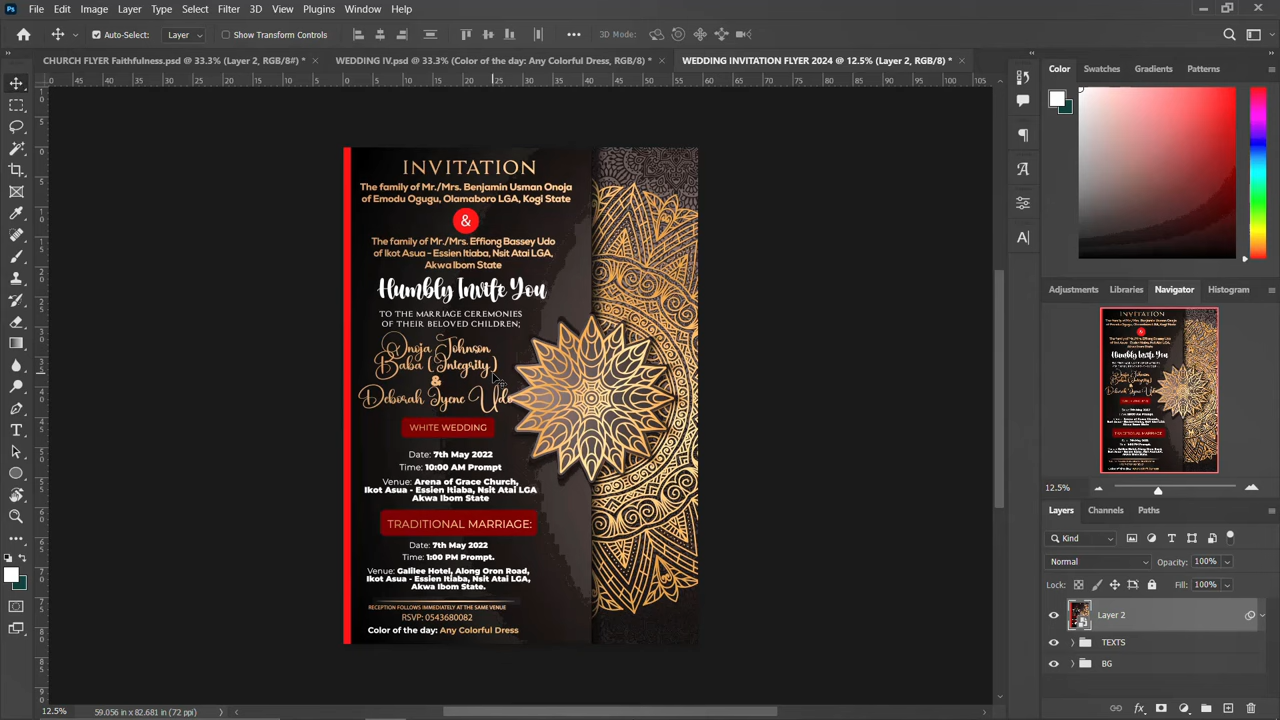 Ps File Edit Image Layer Type Select Filter 3D View Plugins Window Help
Auto-Select: Layer Show Transform Controls 3D Mode:
CHURCH FLYER Faithfulness.psd @ 33.3% (Layer 2, RGB/8#) *
WEDDING IV.psd @ 33.3% (Color of the day: Any Colorful Dress, RGB/8) *
WEDDING INVITATION FLYER 2024 @ 12.5% (Layer 2, RGB/8) *
INVITATION
The family of Mr./Mrs. Benjamin Usman Onoja
of Emodu Ogugu, Olamaboro LGA, Kogi State
&
The family of Mr./Mrs. Effiong Bassey Udo
of Ikot Asua - Essien Itiaba, Nsit Atai LGA,
Akwa Ibom State
Humbly Invite You
TO THE MARRIAGE CEREMONIES
OF THEIR BELOVED CHILDREN;
Onoja Johnson
Baba (Integrity)
&
Deborah Iyene Udo
WHITE WEDDING
Date: 7th May 2022
Time: 10:00 AM Prompt
Venue: Arena of Grace Church,
Ikot Asua - Essien Itiaba, Nsit Atai LGA
Akwa Ibom State
TRADITIONAL MARRIAGE:
Date: 7th May 2022
Time: 1:00 PM Prompt.
Venue: Galilee Hotel, Along Oron Road,
Ikot Asua - Essien Itiaba, Nsit Atai LGA,
Akwa Ibom State.
RECEPTION FOLLOWS IMMEDIATELY AT THE SAME VENUE
RSVP: 0543680082
Color of the day: Any Colorful Dress
12.5% 59.056 in x 82.681 in (72 ppi)
Color Swatches Gradients Patterns
Adjustments Libraries Navigator Histogram
12.5%
Layers Channels Paths
Kind
Normal Opacity: 100%
Lock: Fill: 100%
Layer 2
TEXTS
BG